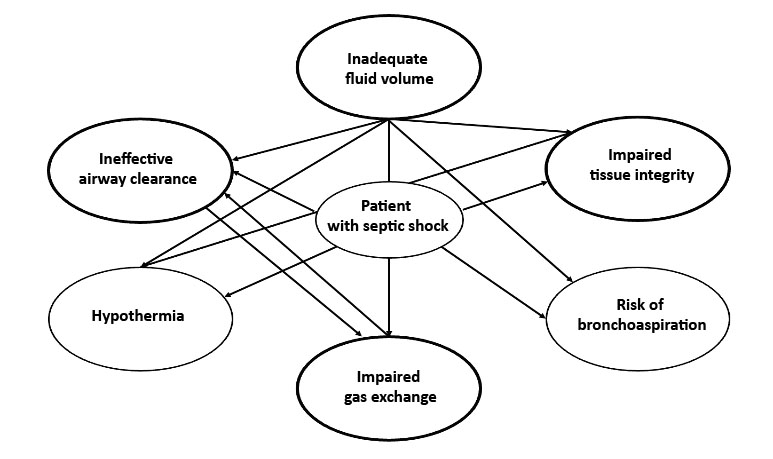 Inadequate
fluid volume
Ineffective
airway clearance
Impaired
tissue integrity
Patient
with septic shock
Hypothermia
Risk of
bronchoaspiration
Impaired
gas exchange